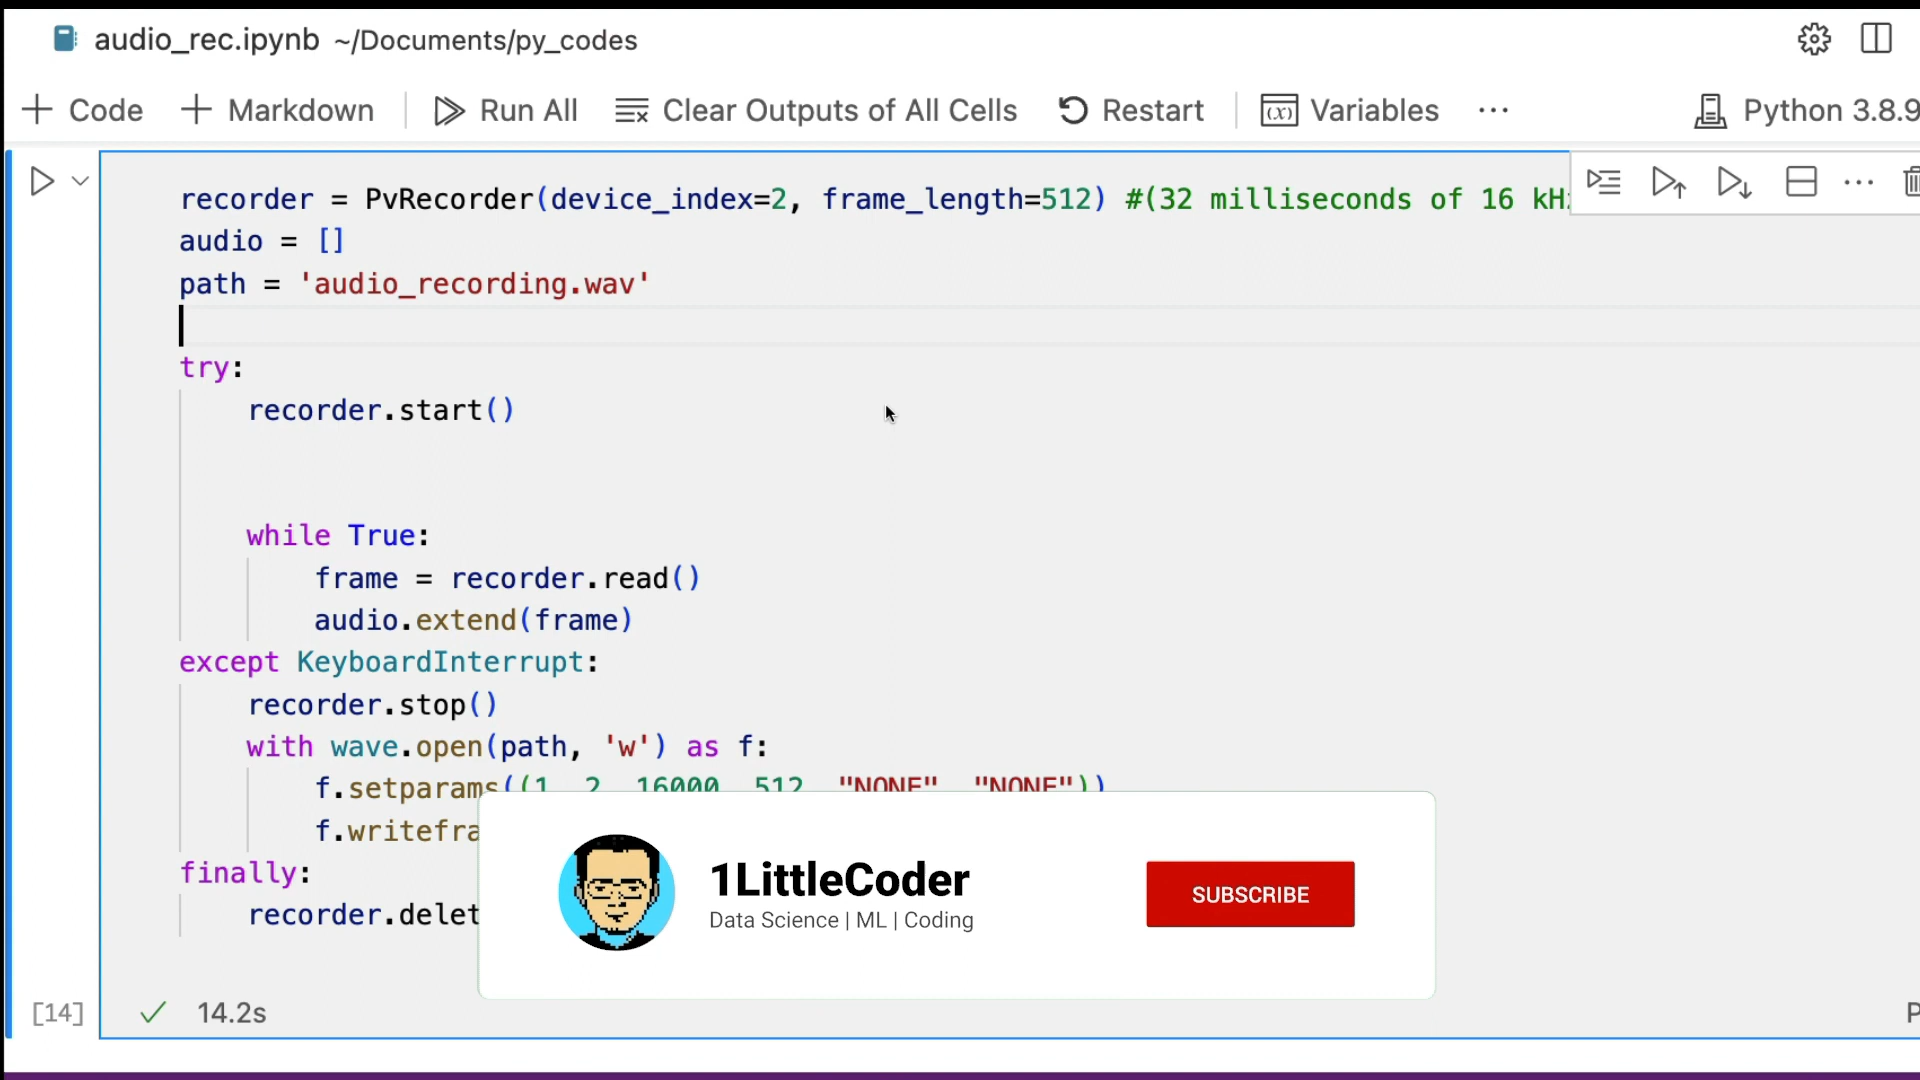 audio_rec.ipynb ~/Documents/py_codes
Code Markdown Run All Clear Outputs of All Cells Restart (x) Variables ... Python 3.8.9
recorder = PvRecorder(device_index=2, frame_length=512) #(32 milliseconds of 16 kH
audio = []
path = 'audio_recording.wav'
try:
recorder.start()
while True:
frame = recorder.read()
audio.extend(frame)
except KeyboardInterrupt:
recorder.stop()
with wave.open(path, 'w') as f:
f.setparams((1 2 16000 512 "NONE" "NONE"))
f.writefra
finally:
recorder.delet
1LittleCoder
Data Science | ML | Coding
SUBSCRIBE
[14] 14.2s